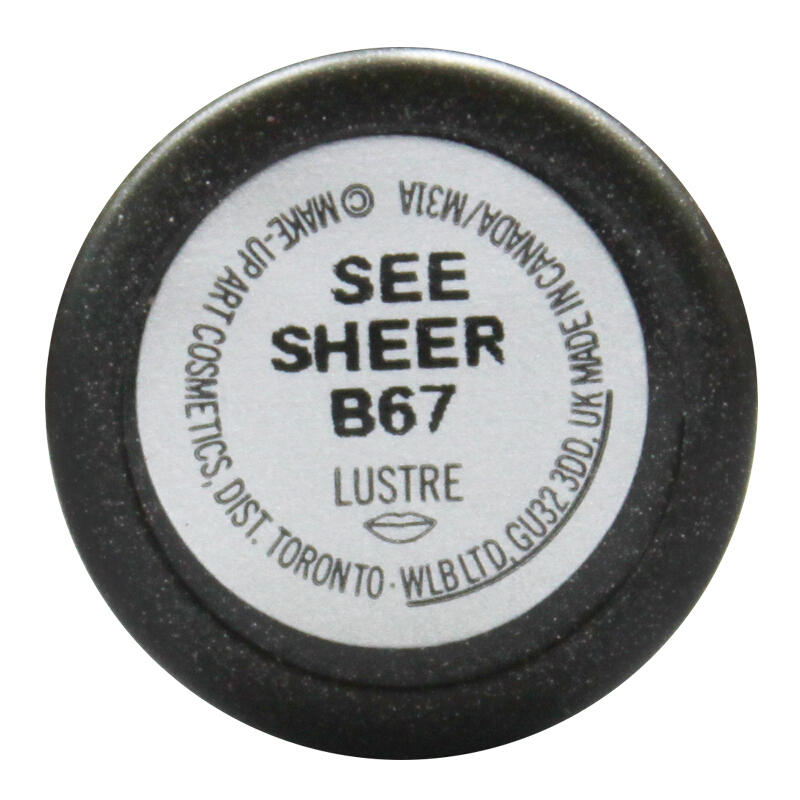 SEE
SHEER
B67
LUSTRE
© MAKE-UP ART COSMETICS, DIST. TORONTO · WLB LTD, GU32 3DD, UK MADE IN CANADA/M31A